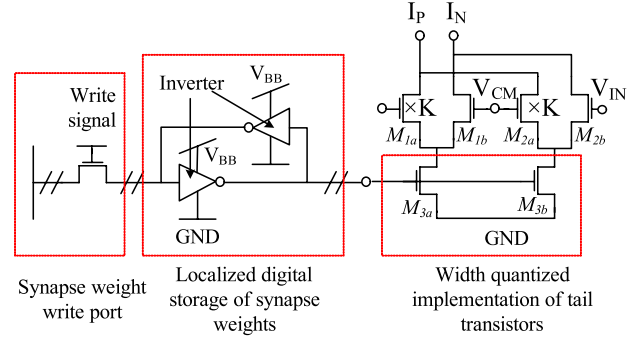 I_P I_N
Inverter
V_BB
Write
signal
V_CM
V_IN
×K
×K
M_1a M_1b M_2a M_2b
V_BB
M_3a M_3b
GND
GND
Synapse weight
write port
Localized digital
storage of synapse
weights
Width quantized
implementation of tail
transistors